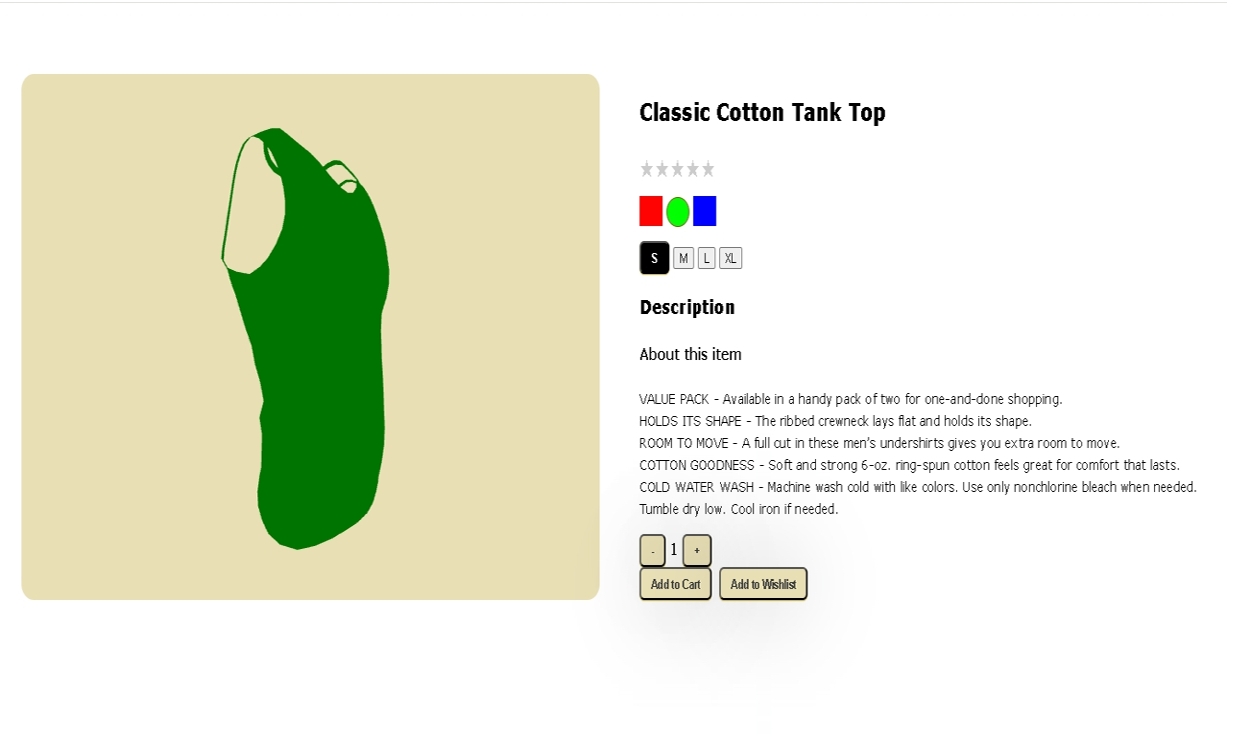 Classic Cotton Tank Top
S M L XL
Description
About this item
VALUE PACK - Available in a handy pack of two for one-and-done shopping.
HOLDS ITS SHAPE - The ribbed crewneck lays flat and holds its shape.
ROOM TO MOVE - A full cut in these men's undershirts gives you extra room to move.
COTTON GOODNESS - Soft and strong 6-oz. ring-spun cotton feels great for comfort that lasts.
COLD WATER WASH - Machine wash cold with like colors. Use only nonchlorine bleach when needed.
Tumble dry low. Cool iron if needed.
- 1 +
Add to Cart Add to Wishlist